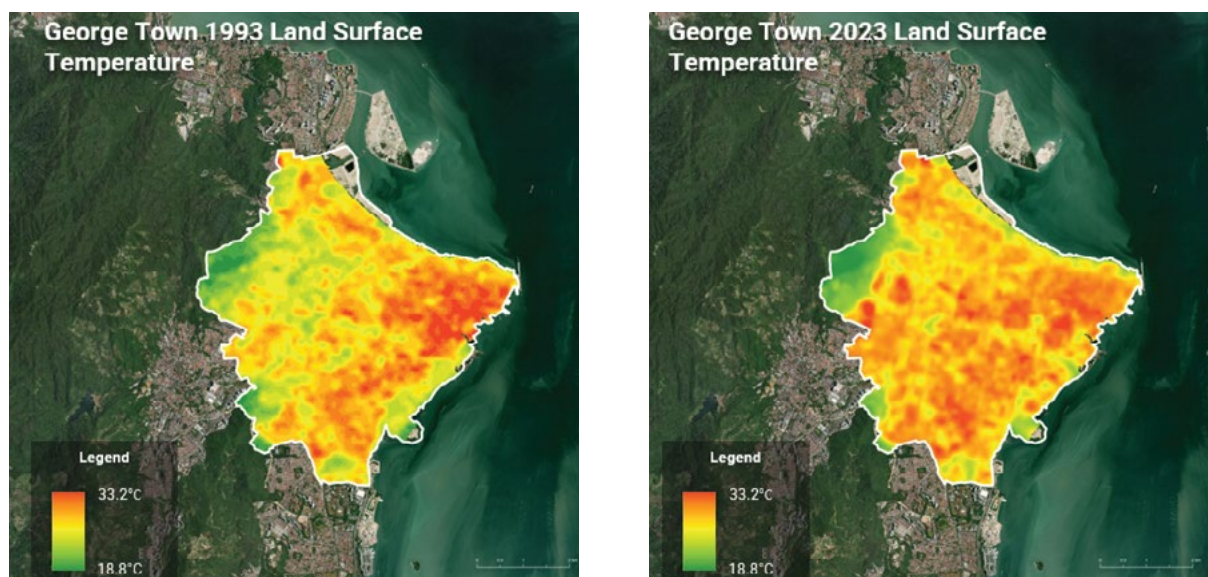 George Town 1993 Land Surface
Temperature
Legend
33.2°C
18.8°C
George Town 2023 Land Surface
Temperature
Legend
33.2°C
18.8°C